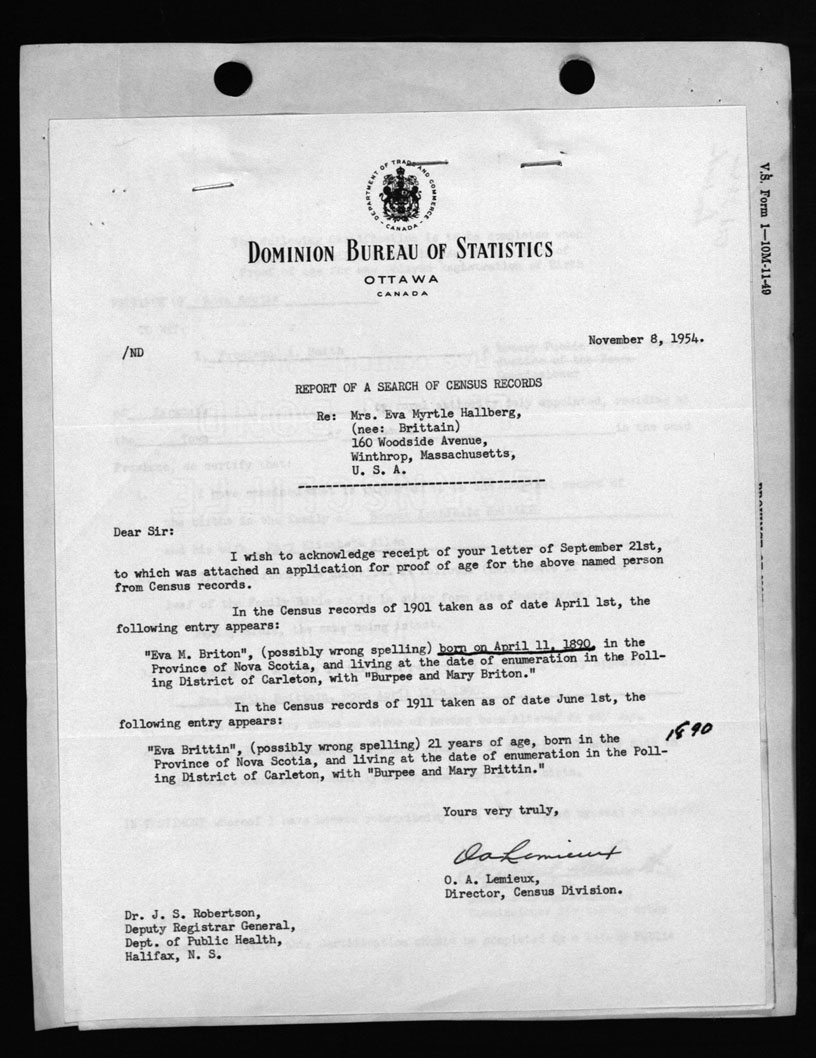 DEPARTMENT OF TRADE AND COMMERCE
- CANADA -
DOMINION BUREAU OF STATISTICS
OTTAWA
CANADA
V.S. Form 1—10M-11-49
November 8, 1954.
/ND
REPORT OF A SEARCH OF CENSUS RECORDS
Re: Mrs. Eva Myrtle Hallberg,
(nee: Brittain)
160 Woodside Avenue,
Winthrop, Massachusetts,
U. S. A.
Dear Sir:
I wish to acknowledge receipt of your letter of September 21st,
to which was attached an application for proof of age for the above named person
from Census records.
In the Census records of 1901 taken as of date April 1st, the
following entry appears:
"Eva M. Briton", (possibly wrong spelling) born on April 11, 1890, in the
Province of Nova Scotia, and living at the date of enumeration in the Poll-
ing District of Carleton, with "Burpee and Mary Briton."
In the Census records of 1911 taken as of date June 1st, the
following entry appears:
"Eva Brittin", (possibly wrong spelling) 21 years of age, born in the 1890
Province of Nova Scotia, and living at the date of enumeration in the Poll-
ing District of Carleton, with "Burpee and Mary Brittin."
Yours very truly,
O A Lemieux
O. A. Lemieux,
Director, Census Division.
Dr. J. S. Robertson,
Deputy Registrar General,
Dept. of Public Health,
Halifax, N. S.